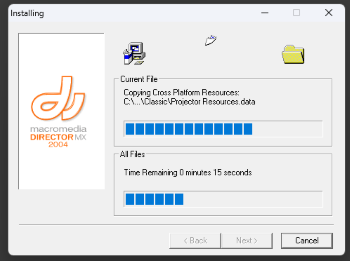 Installing
macromedia
DIRECTOR MX
2004
Current File
Copying Cross Platform Resources:
C:\...\Classic\Projector Resources.data
All Files
Time Remaining 0 minutes 15 seconds
< Back
Next >
Cancel